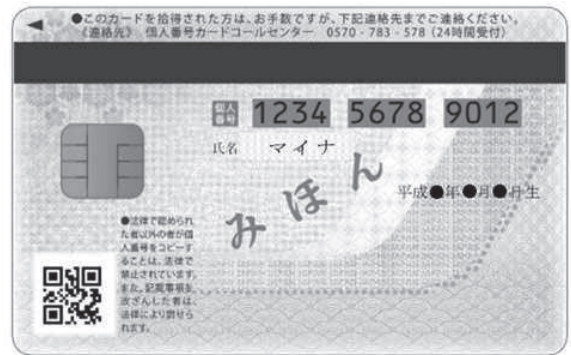 ●このカードを拾得された方は、お手数ですが、下記連絡先までご連絡ください。
《連絡先》 個人番号カードコールセンター 0570-783-578（24時間受付）
個人番号 1234 5678 9012
氏名 マイナ
平成●年●月●日生
みほん
●法律で認められ
た者以外の者が個
人番号をコピーす
ることは、法律で
禁止されています。
また、記載事項を
改ざんした者は、
法律により罰せら
れます。